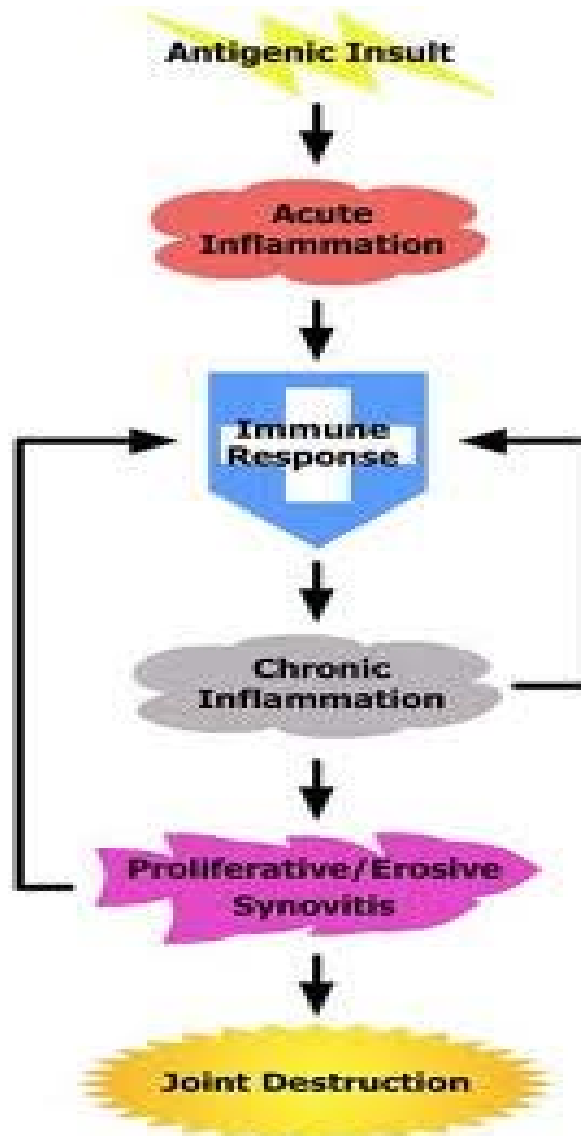 Antigenic Insult
Acute
Inflammation
Immune
Response
Chronic
Inflammation
Proliferative/Erosive
Synovitis
Joint Destruction